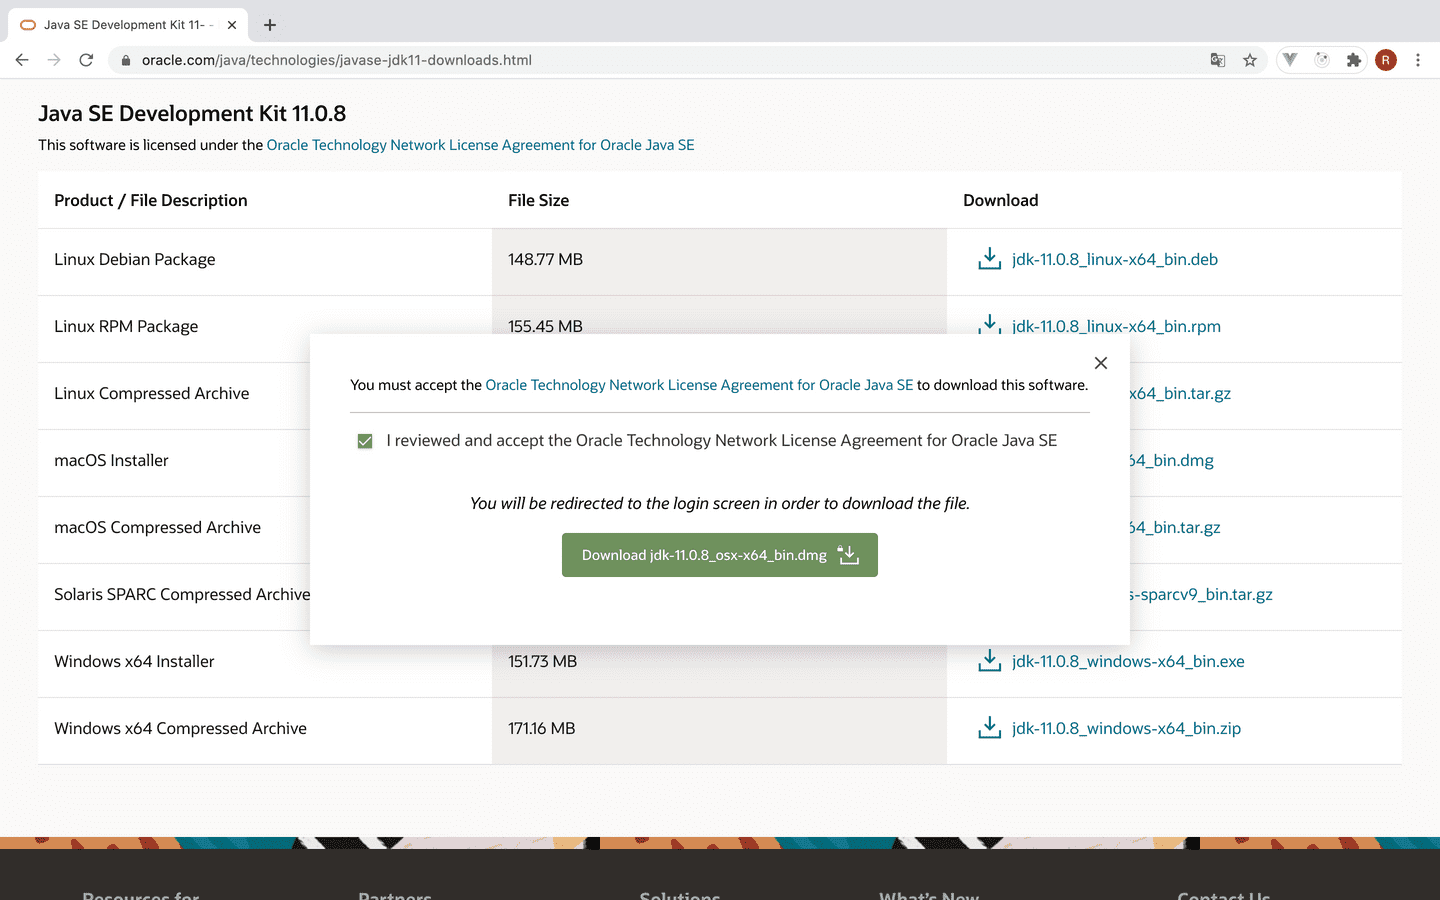 Java SE Development Kit 11- -
oracle.com/java/technologies/javase-jdk11-downloads.html
R
Java SE Development Kit 11.0.8
This software is licensed under the Oracle Technology Network License Agreement for Oracle Java SE
Product / File Description File Size Download
Linux Debian Package 148.77 MB jdk-11.0.8_linux-x64_bin.deb
Linux RPM Package 155.45 MB jdk-11.0.8_linux-x64_bin.rpm
Linux Compressed Archive x64_bin.tar.gz
macOS Installer 64_bin.dmg
macOS Compressed Archive 64_bin.tar.gz
Solaris SPARC Compressed Archive s-sparcv9_bin.tar.gz
You must accept the Oracle Technology Network License Agreement for Oracle Java SE to download this software.
I reviewed and accept the Oracle Technology Network License Agreement for Oracle Java SE
You will be redirected to the login screen in order to download the file.
Download jdk-11.0.8_osx-x64_bin.dmg
Windows x64 Installer 151.73 MB jdk-11.0.8_windows-x64_bin.exe
Windows x64 Compressed Archive 171.16 MB jdk-11.0.8_windows-x64_bin.zip
Resources for Partners Solutions What's New Contact Us